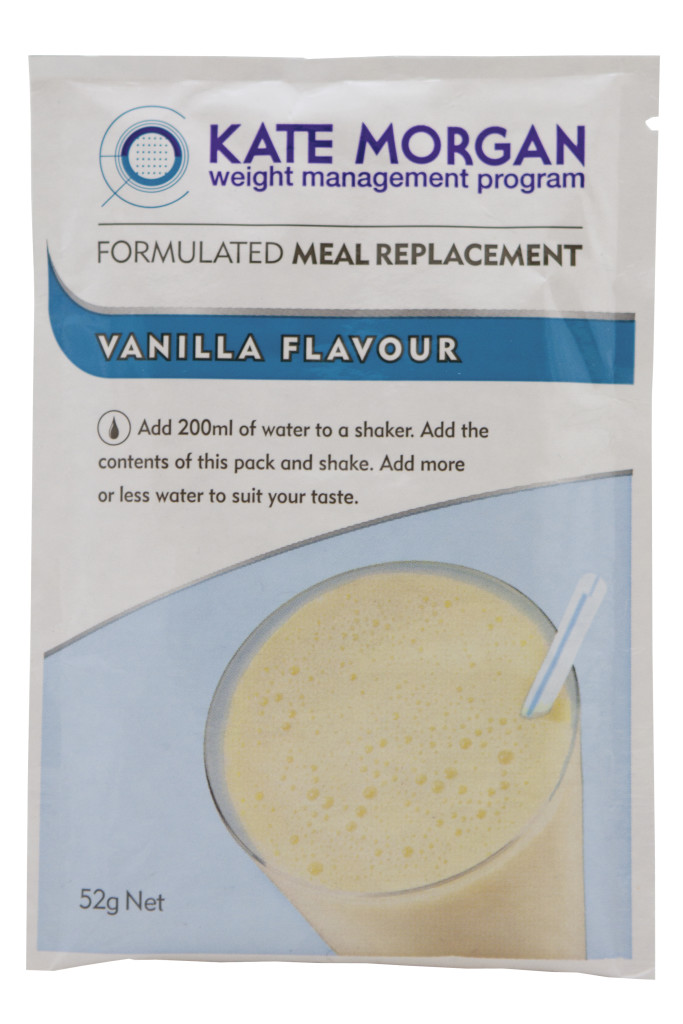 KATE MORGAN
weight management program
FORMULATED MEAL REPLACEMENT
VANILLA FLAVOUR
Add 200ml of water to a shaker. Add the
contents of this pack and shake. Add more
or less water to suit your taste.
52g Net